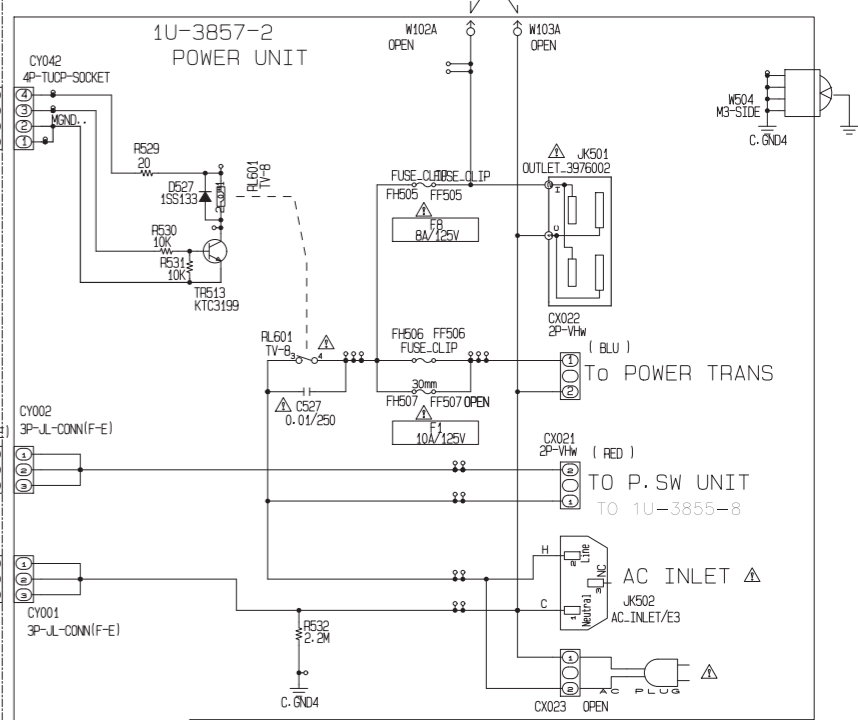 1U-3857-2
POWER UNIT
W102A
OPEN
W103A
OPEN
CY042
4P-TUCP-SOCKET
4
3
2
1
MGND..
R529
20
D527
1SS133
RL601
TV-8
R530
10K
R531
10K
TR513
KTC3199
FUSE_CLIP
FUSE_CLIP
FH505 FF505
F8
8A/125V
JK501
OUTLET_3976002
W504
M3-SIDE
C.GND4
RL601
TV-8
3
4
C527
0.01/250
FH506 FF506
FUSE_CLIP
30mm
FH507 FF507 OPEN
F1
10A/125V
CX022
2P-VHw
( BLU )
1
2
To POWER TRANS
CY002
3P-JL-CONN(F-E)
1
2
3
CX021
2P-VHw
( RED )
2
1
TO P.SW UNIT
TO 1U-3855-8
H
Line
2
NC
3
Neutral
1
C
AC INLET
JK502
AC_INLET/E3
1
2
3
CY001
3P-JL-CONN(F-E)
R532
2.2M
C.GND4
1
2
AC PLUG
CX023 OPEN